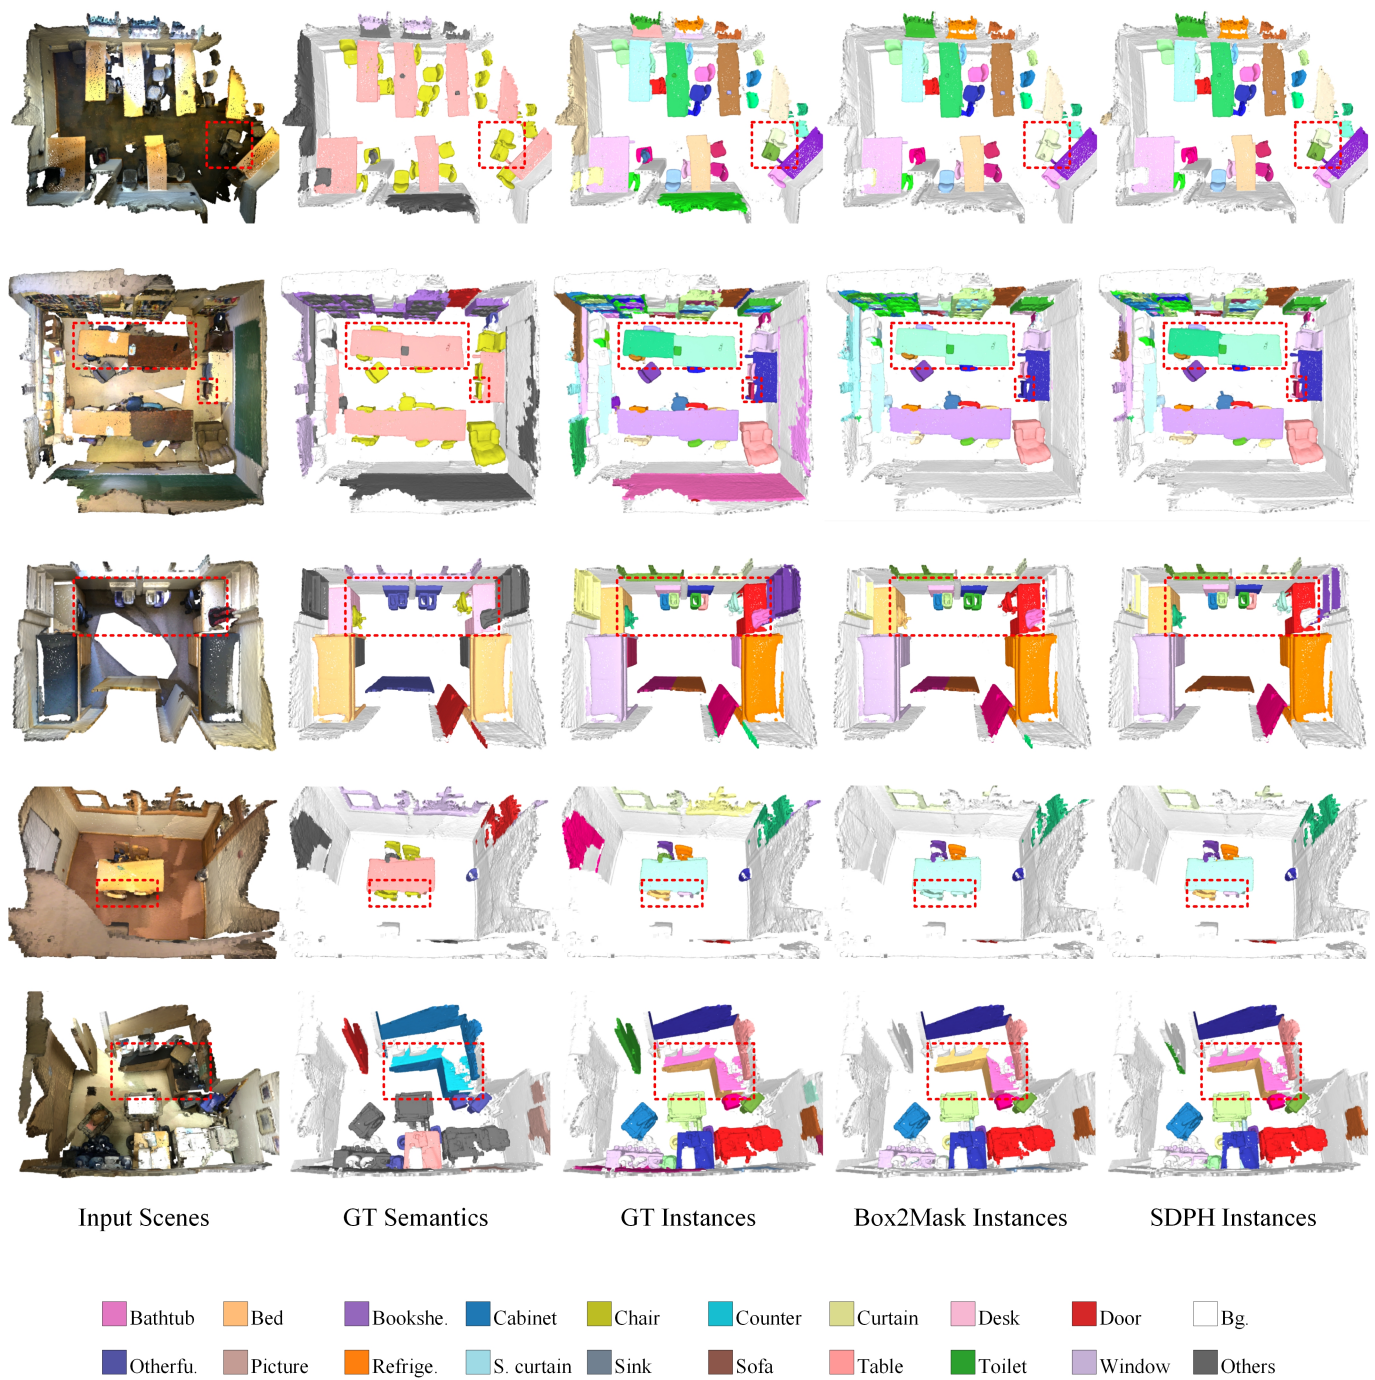 Input Scenes GT Semantics GT Instances Box2Mask Instances SDPH Instances
Bathtub Bed Bookshe. Cabinet Chair Counter Curtain Desk Door Bg.
Otherfu. Picture Refrige. S. curtain Sink Sofa Table Toilet Window Others